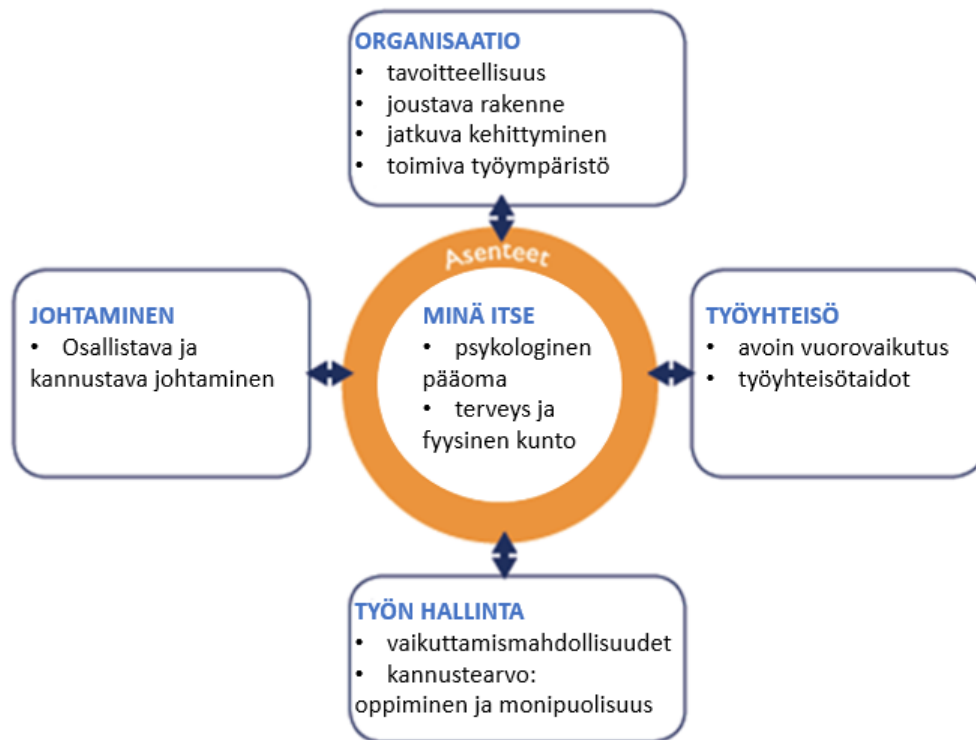 ORGANISAATIO
• tavoitteellisuus
• joustava rakenne
• jatkuva kehittyminen
• toimiva työympäristö
Asenteet
JOHTAMINEN
• Osallistava ja
kannustava johtaminen
MINÄ ITSE
• psykologinen
pääoma
• terveys ja
fyysinen kunto
TYÖYHTEISÖ
• avoin vuorovaikutus
• työyhteisötaidot
TYÖN HALLINTA
• vaikuttamismahdollisuudet
• kannustearvo:
oppiminen ja monipuolisuus